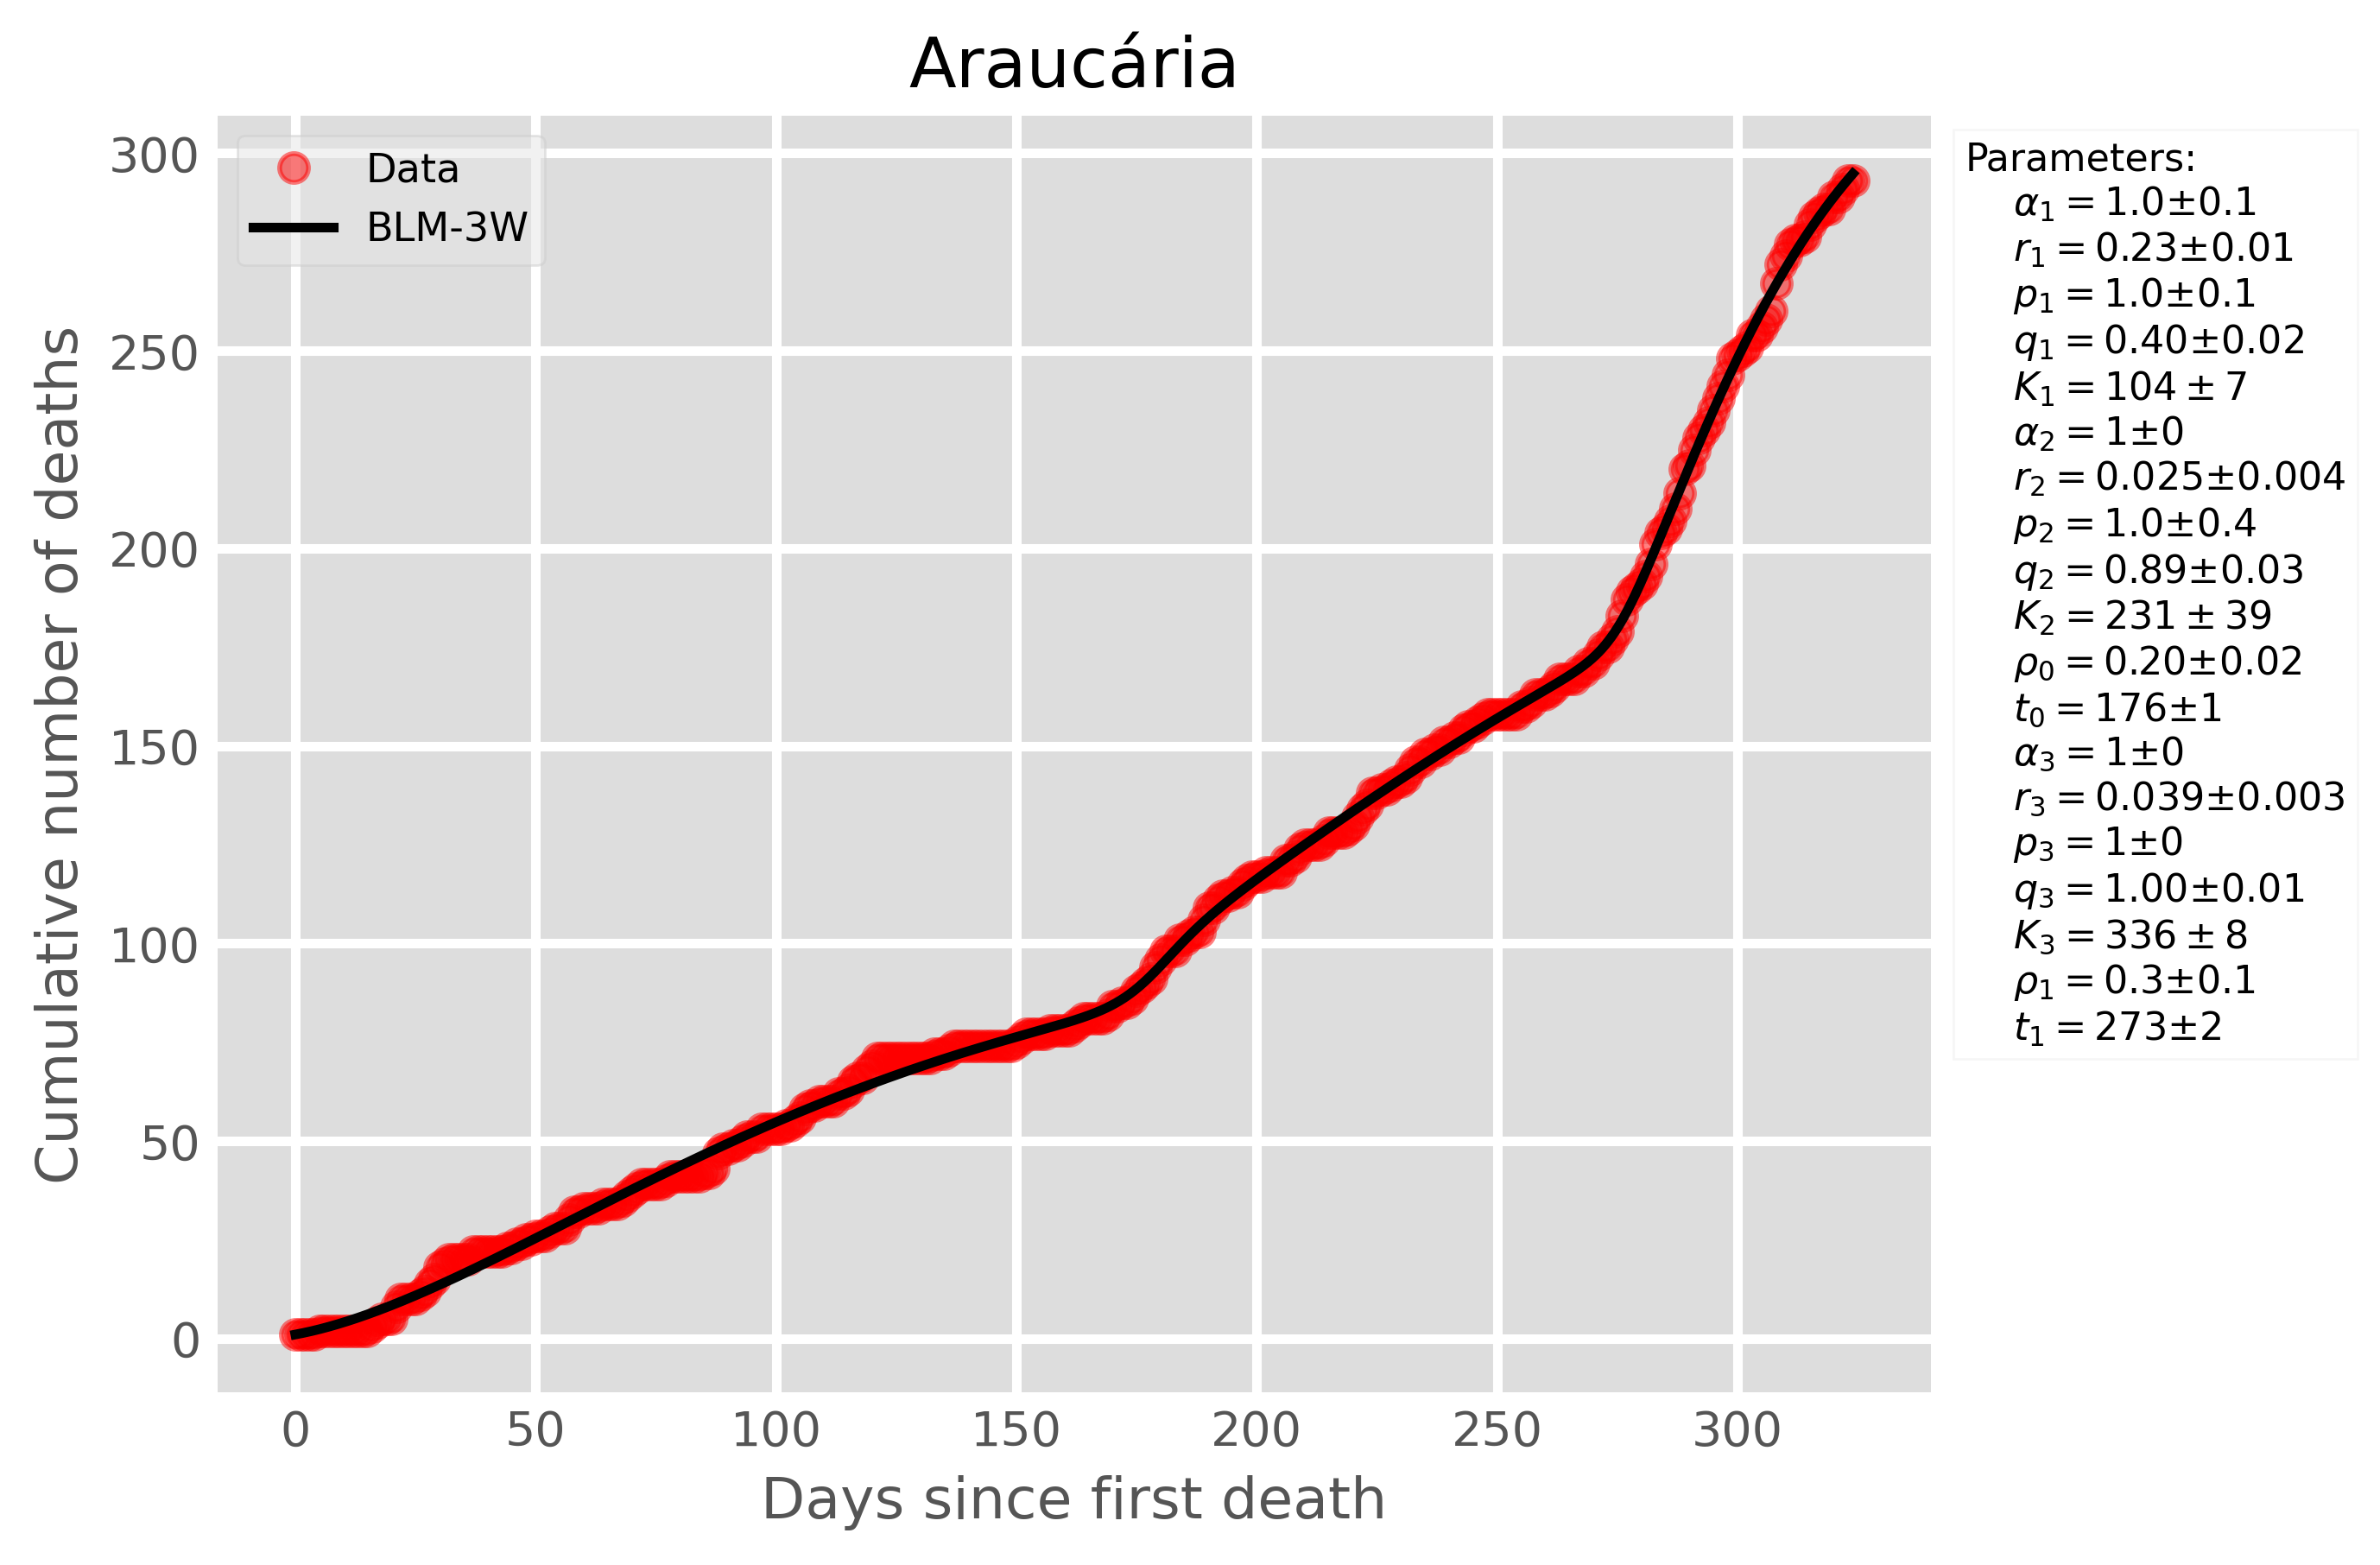 Araucária
300
250
200
150
100
50
0
Cumulative number of deaths
Data
BLM-3W
0 50 100 150 200 250 300
Days since first death
Parameters:
α₁ = 1.0±0.1
r₁ = 0.23±0.01
p₁ = 1.0±0.1
q₁ = 0.40±0.02
K₁ = 104 ± 7
α₂ = 1±0
r₂ = 0.025±0.004
p₂ = 1.0±0.4
q₂ = 0.89±0.03
K₂ = 231 ± 39
ρ₀ = 0.20±0.02
t₀ = 176±1
α₃ = 1±0
r₃ = 0.039±0.003
p₃ = 1±0
q₃ = 1.00±0.01
K₃ = 336 ± 8
ρ₁ = 0.3±0.1
t₁ = 273±2